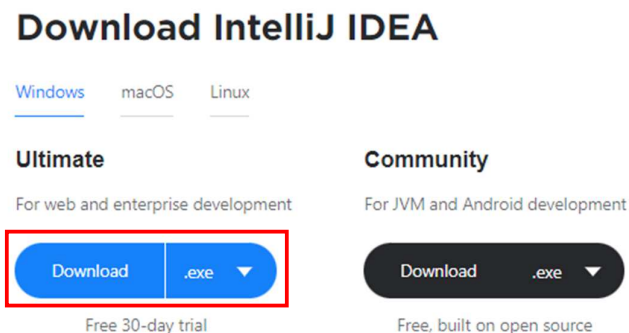 Download IntelliJ IDEA
Windows macOS Linux
Ultimate
For web and enterprise development
Download .exe
Free 30-day trial
Community
For JVM and Android development
Download .exe
Free, built on open source